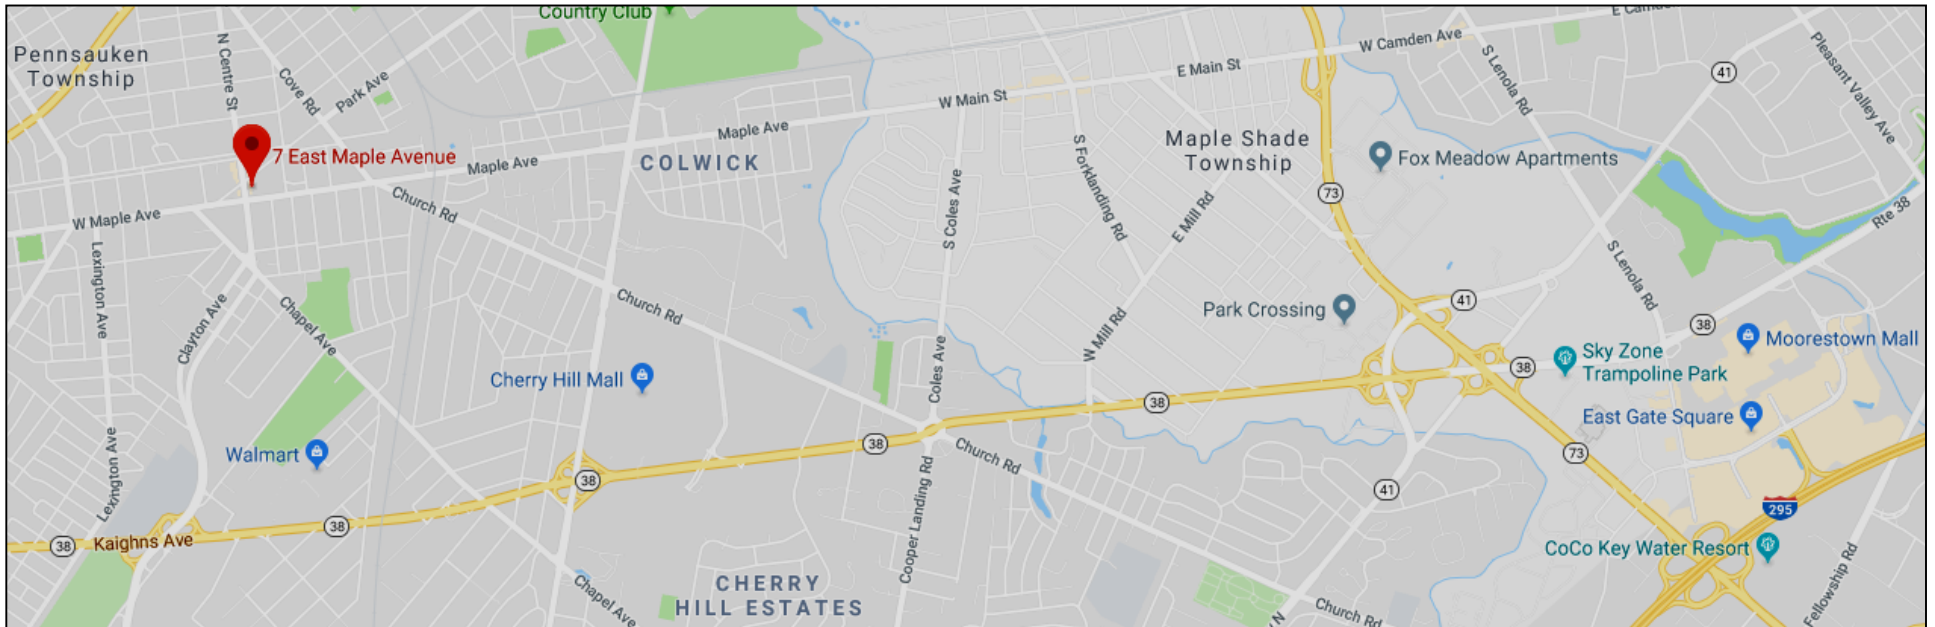 Country Club
E Camde
Pennsauken
Township
N Centre St
Cove Rd
Park Ave
W Camden Ave
S Lenola Rd
41
Pleasant Valley Ave
E Main St
W Main St
Maple Ave
Maple Ave
7 East Maple Avenue
COLWICK
Maple Shade
Township
Fox Meadow Apartments
73
S Forklanding Rd
S Coles Ave
E Mill Rd
Church Rd
W Maple Ave
Rte 38
Lexington Ave
Clayton Ave
Chapel Ave
Church Rd
S Lenola Rd
41
Park Crossing
W Mill Rd
38
Moorestown Mall
Sky Zone
Trampoline Park
38
Cherry Hill Mall
Coles Ave
38
East Gate Square
Walmart
38
Church Rd
73
Lexington Ave
38
41
Cooper Landing Rd
295
38
38
Kaighns Ave
CoCo Key Water Resort
CHERRY
HILL ESTATES
Chapel Ave
Church Rd
N
Fellowship Rd